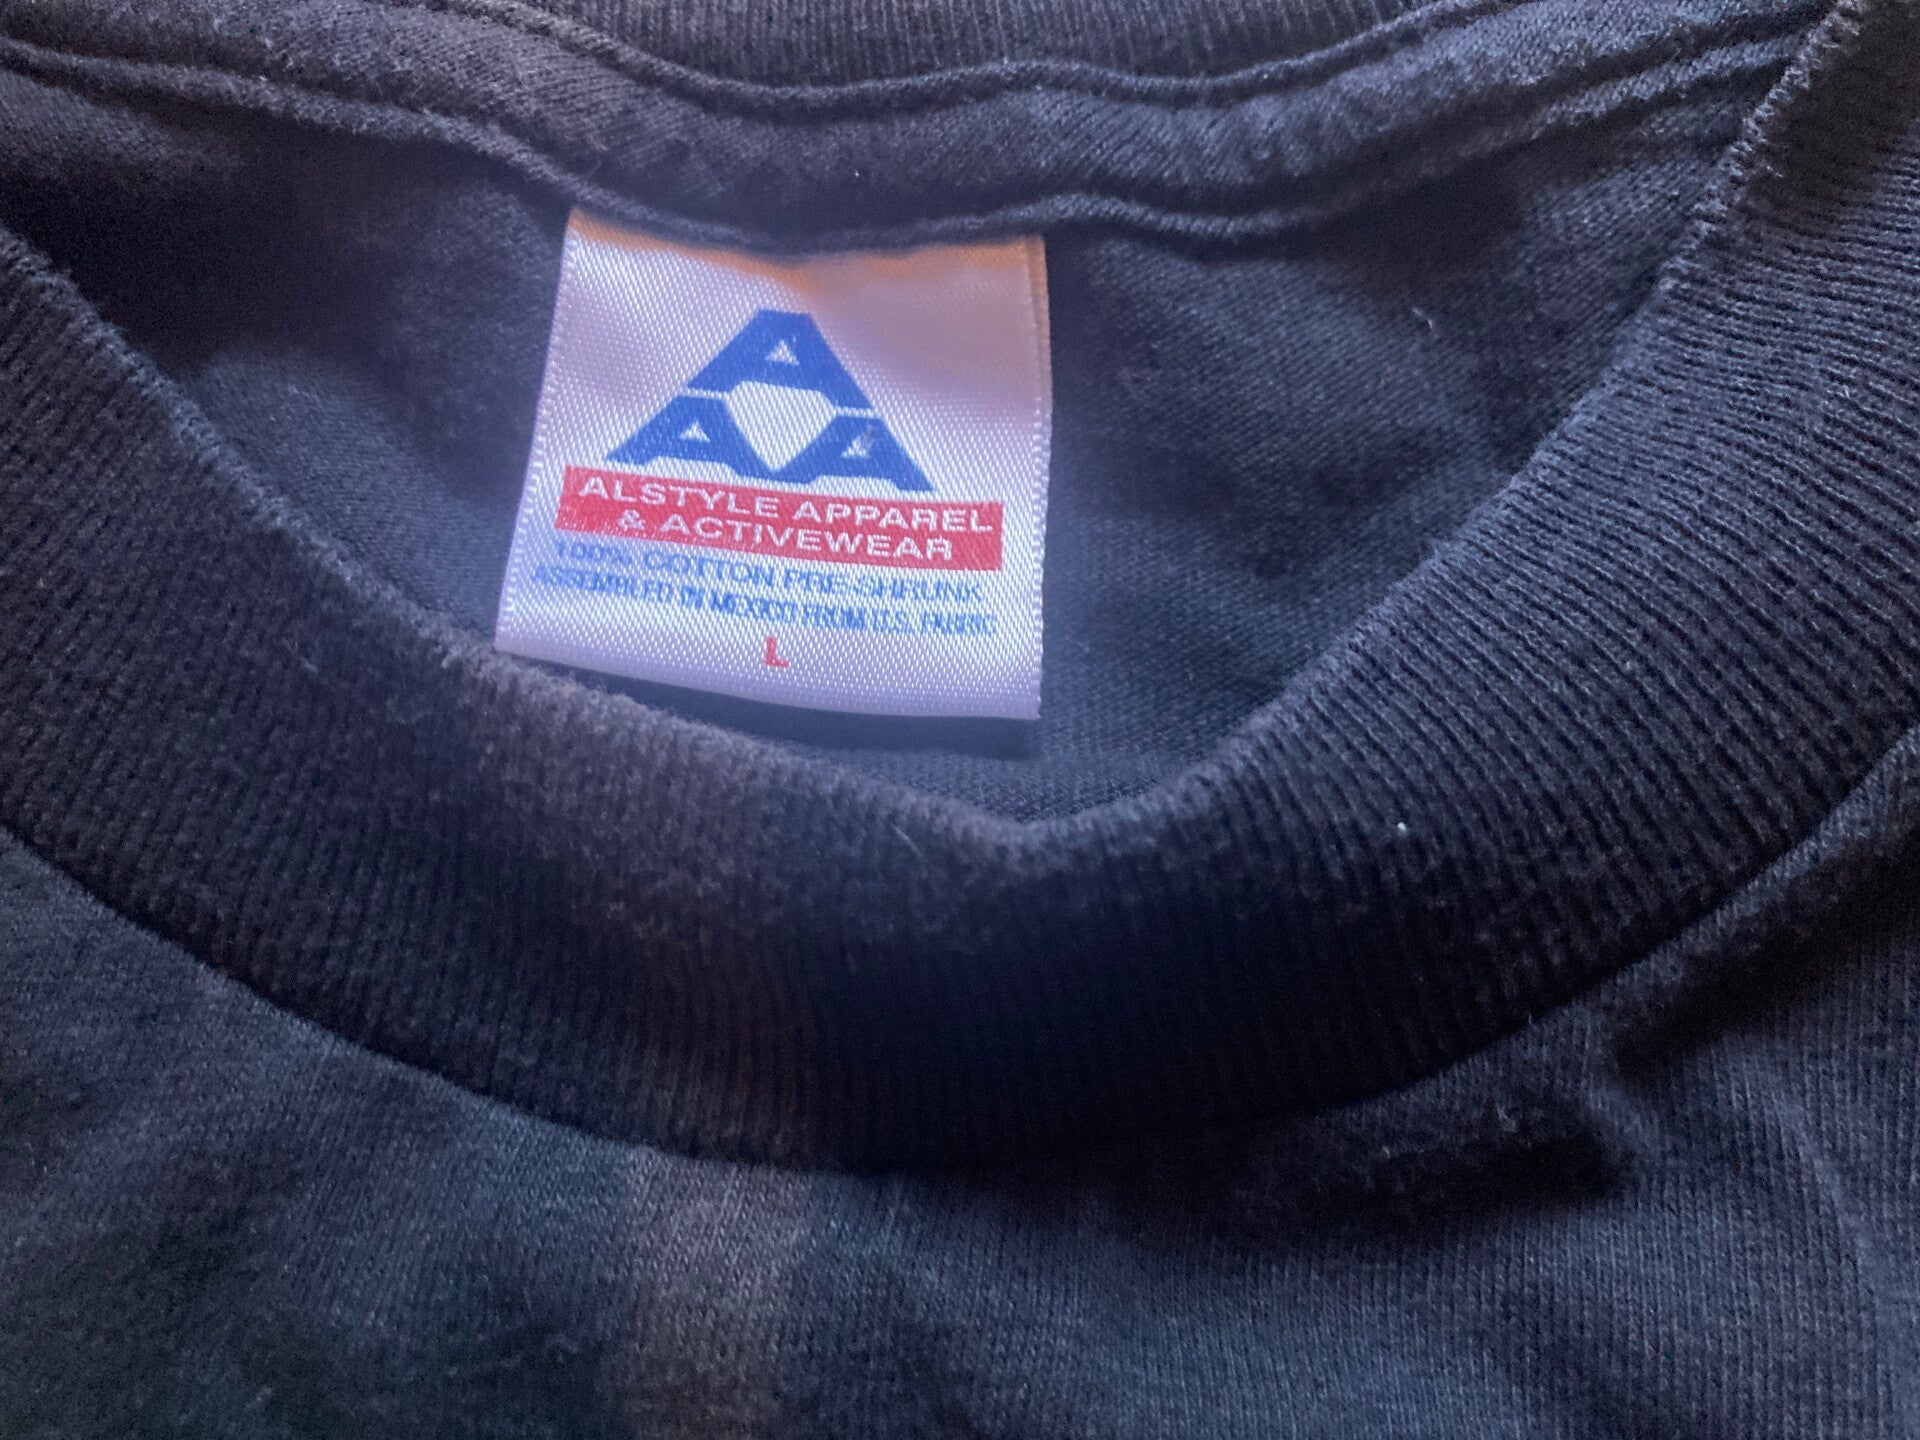 A
A A
ALSTYLE APPAREL
& ACTIVEWEAR
100% COTTON PRE-SHRUNK
ASSEMBLED IN MEXICO FROM U.S. FABRIC
L